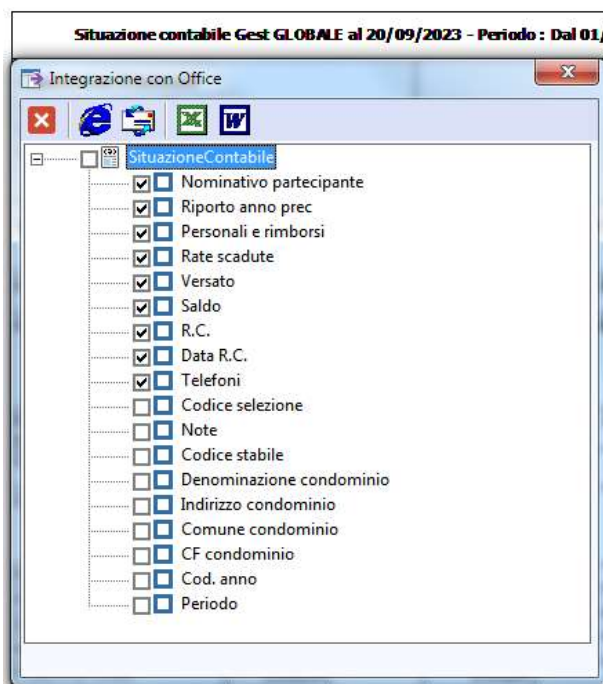 Situazione contabile Gest GLOBALE al 20/09/2023 - Periodo : Dal 01/
Integrazione con Office
SituazioneContabile
Nominativo partecipante
Riporto anno prec
Personali e rimborsi
Rate scadute
Versato
Saldo
R.C.
Data R.C.
Telefoni
Codice selezione
Note
Codice stabile
Denominazione condominio
Indirizzo condominio
Comune condominio
CF condominio
Cod. anno
Periodo